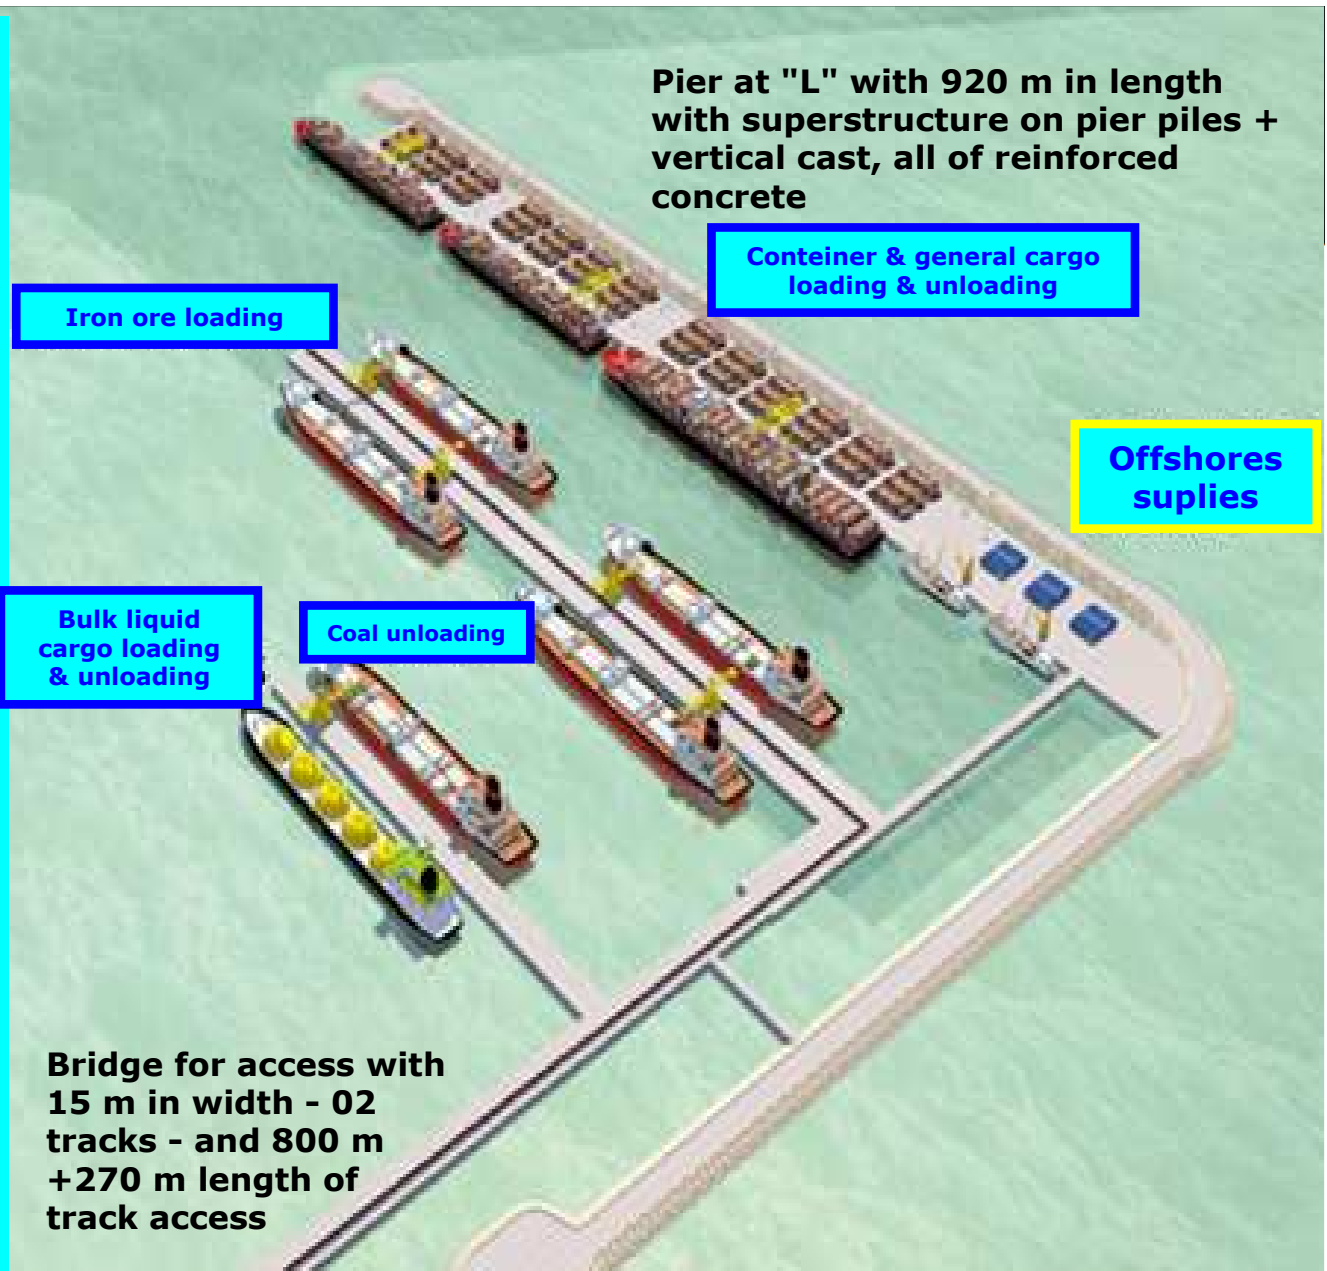 Pier at "L" with 920 m in length
with superstructure on pier piles +
vertical cast, all of reinforced
concrete
Conteiner & general cargo
loading & unloading
Iron ore loading
Offshores
suplies
Bulk liquid
cargo loading
& unloading
Coal unloading
Bridge for access with
15 m in width - 02
tracks - and 800 m
+270 m length of
track access